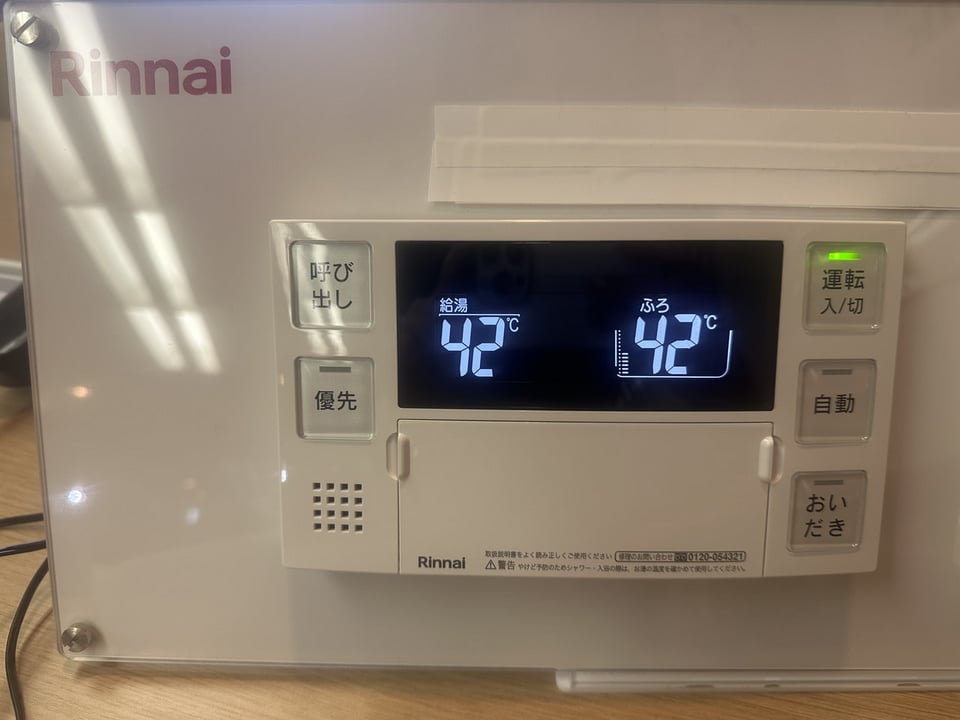 Rinnai
呼び
出し
優先
給湯
42℃
ふろ
42℃
運転
入/切
自動
おい
だき
Rinnai
取扱説明書をよく読み正しくご使用ください
修理のお問い合わせ 0120-054321
警告 やけど予防のためシャワー・入浴の際は、お湯の温度を確かめて使用してください。